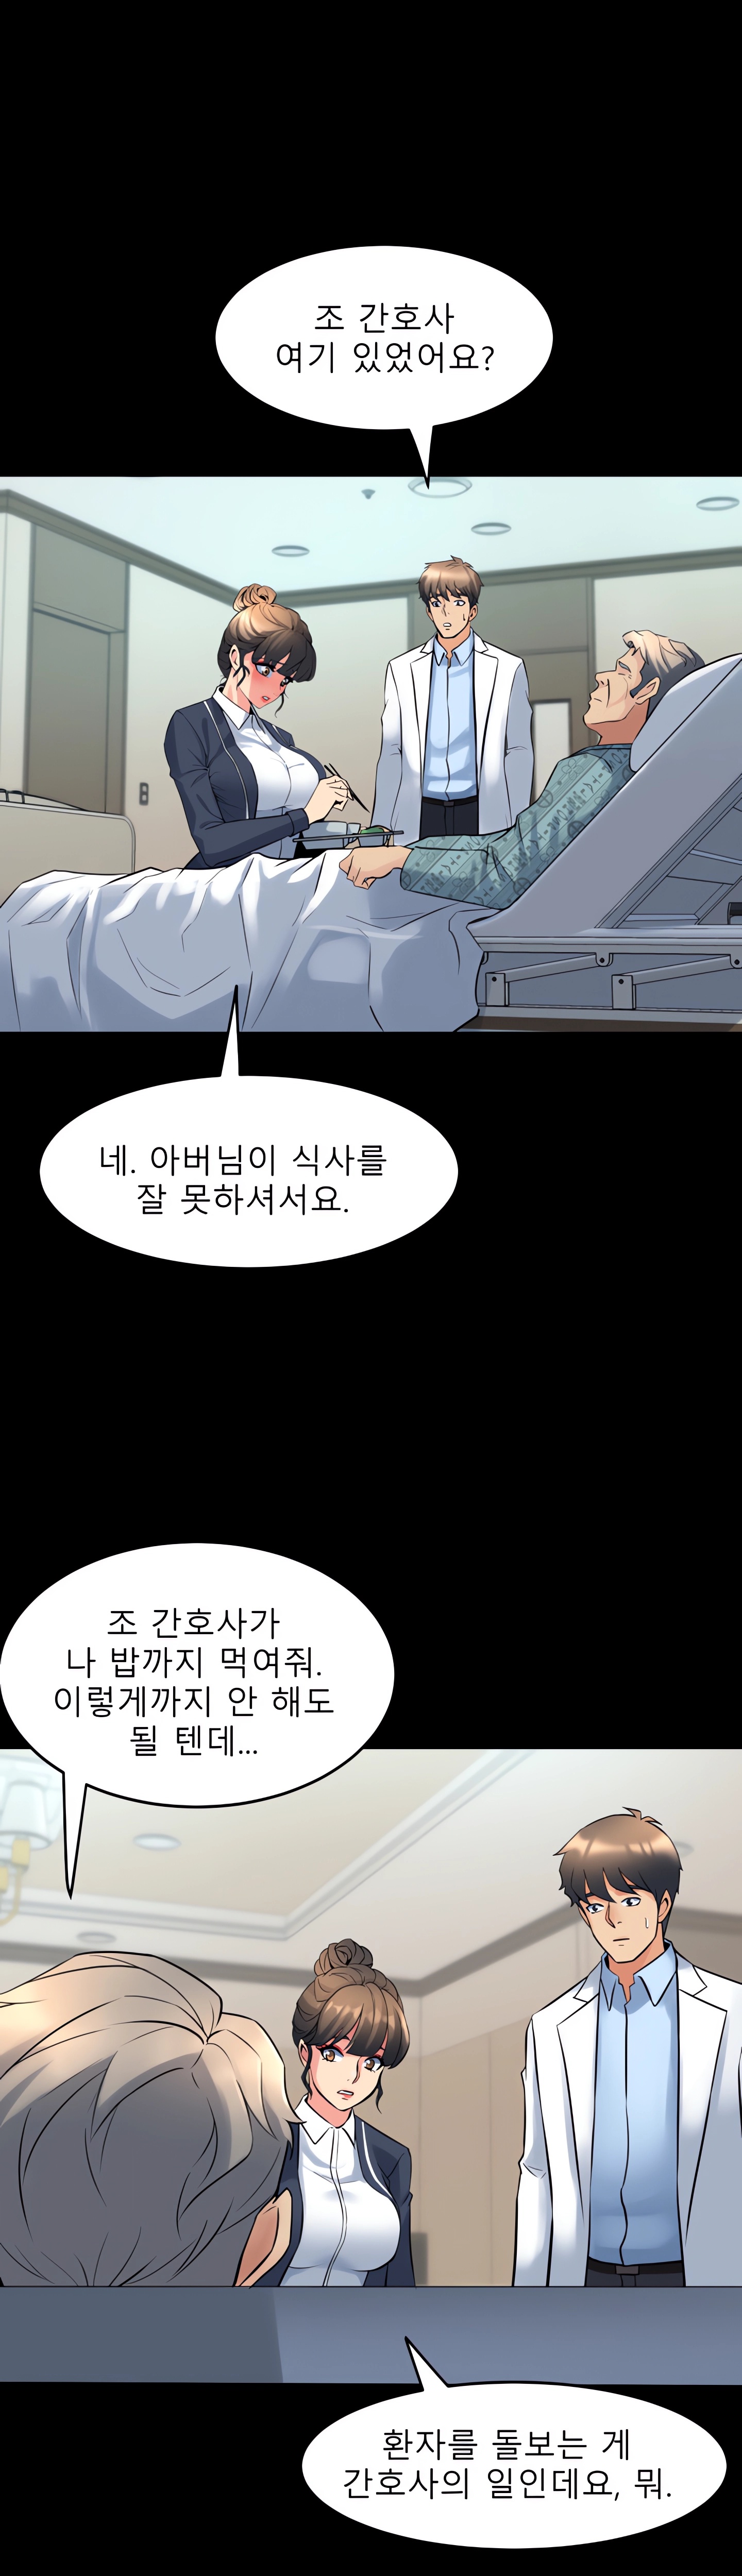 조 간호사
여기 있었어요?
네. 아버님이 식사를
잘 못하셔서요.
조 간호사가
나 밥까지 먹여줘.
이렇게까지 안 해도
될 텐데...
환자를 돌보는 게
간호사의 일인데요, 뭐.